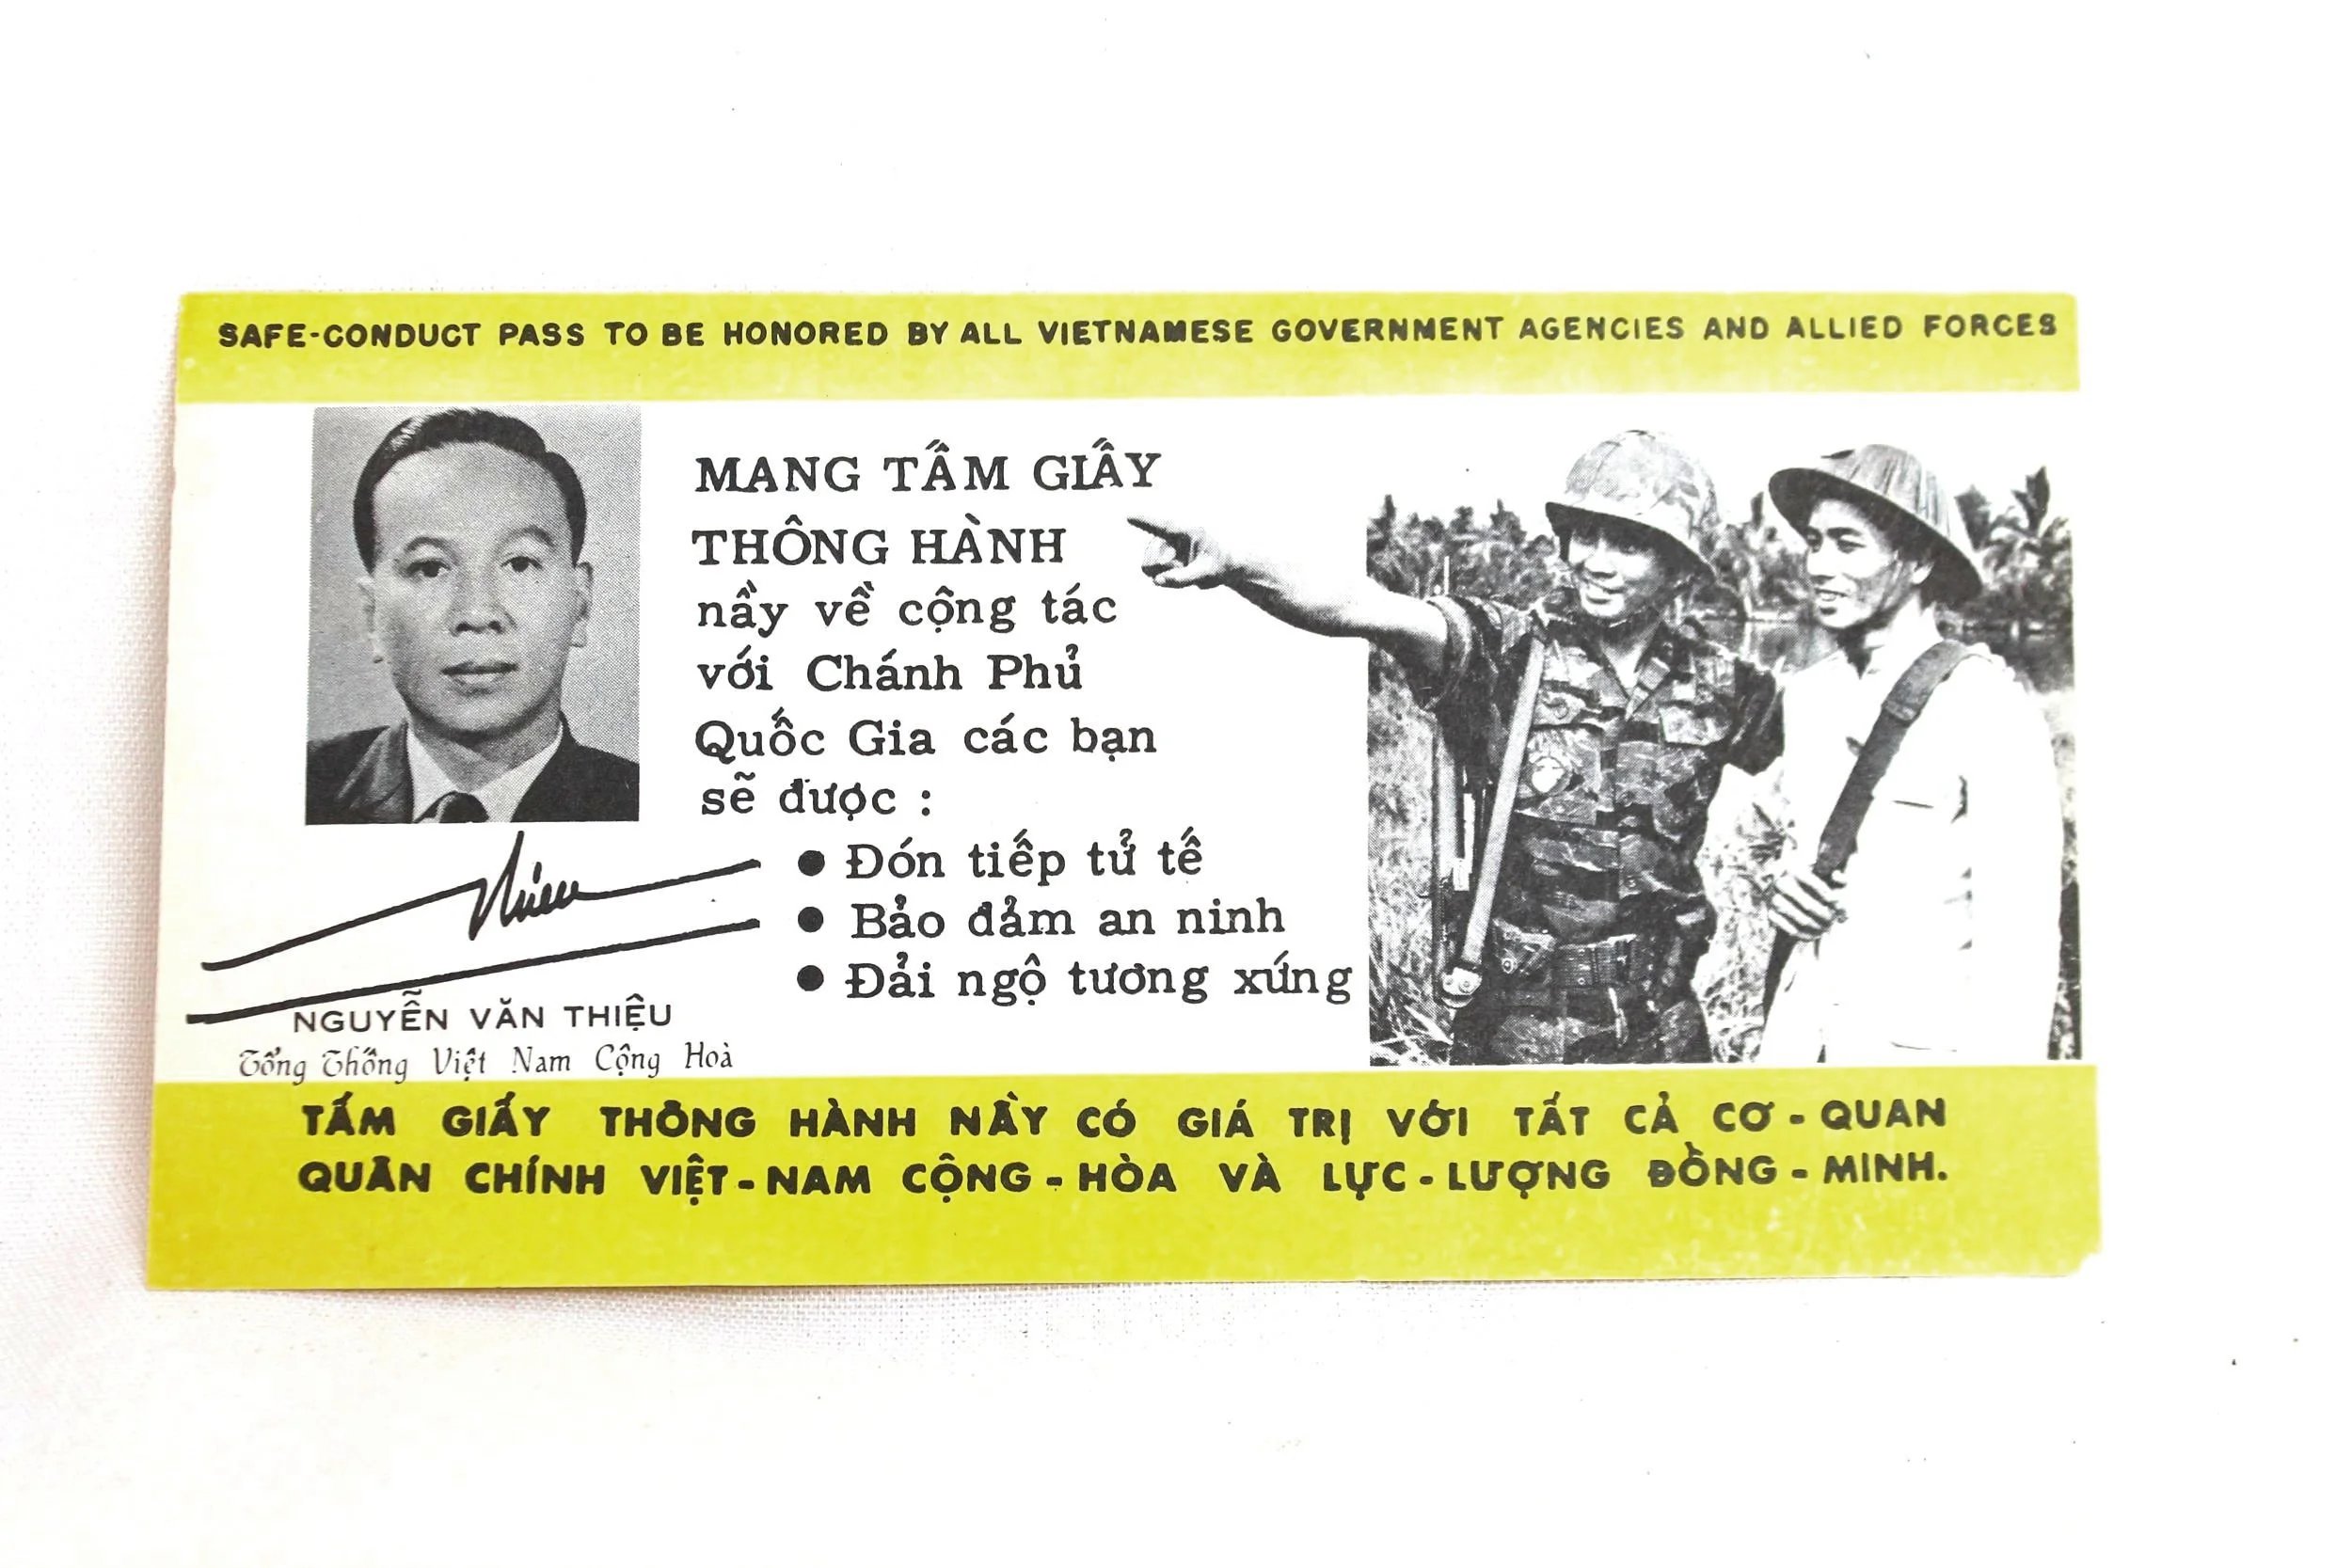 SAFE-CONDUCT PASS TO BE HONORED BY ALL VIETNAMESE GOVERNMENT AGENCIES AND ALLIED FORCES
MANG TẤM GIẤY
THÔNG HÀNH
nầy về cộng tác
với Chánh Phủ
Quốc Gia các bạn
sẽ được :
● Đón tiếp tử tế
● Bảo đảm an ninh
● Đải ngộ tương xứng
Thieu
NGUYỄN VĂN THIỆU
Tổng Thống Việt Nam Cộng Hoà
TẤM GIẤY THÔNG HÀNH NẦY CÓ GIÁ TRỊ VỚI TẤT CẢ CƠ - QUAN
QUÂN CHÍNH VIỆT - NAM CỘNG - HÒA VÀ LỰC - LƯỢNG ĐỒNG - MINH.